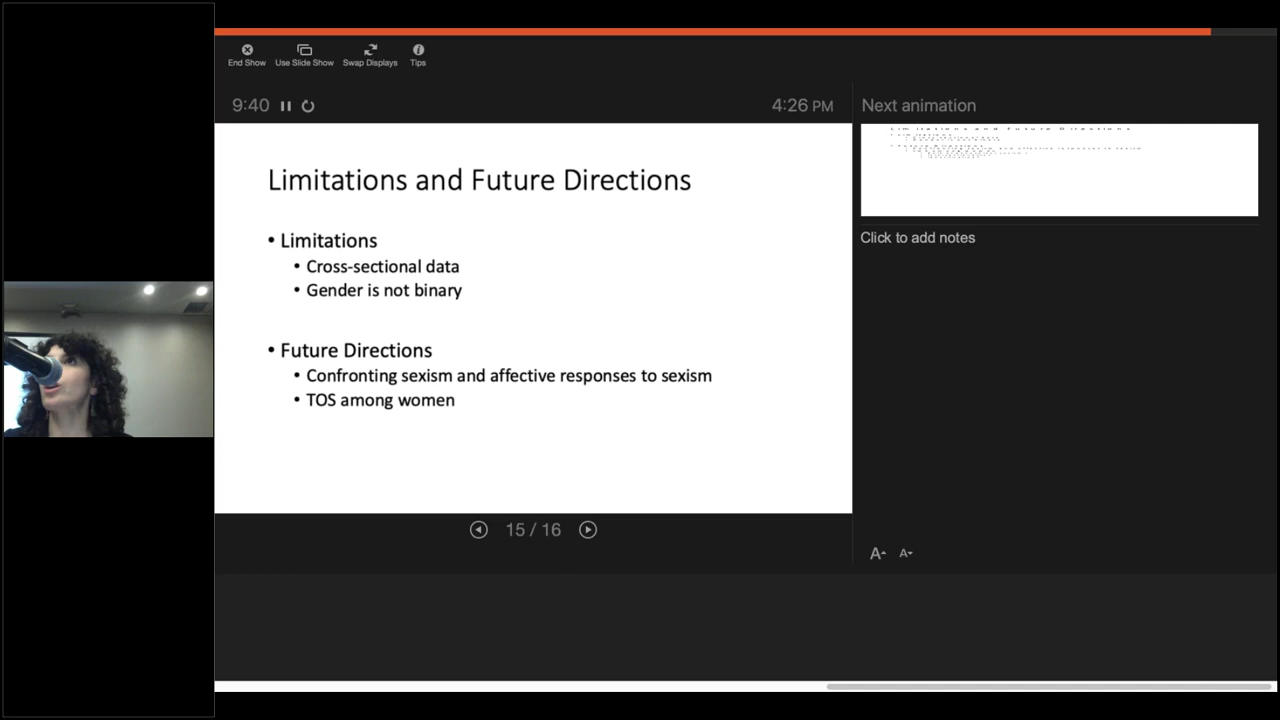 End Show
Use Slide Show
Swap Displays
Tips
9:40
4:26 PM
Next animation
Limitations and Future Directions
• Limitations
• Cross-sectional data
• Gender is not binary
• Future Directions
• Confronting sexism and affective responses to sexism
• TOS among women
Click to add notes
15 / 16
A A